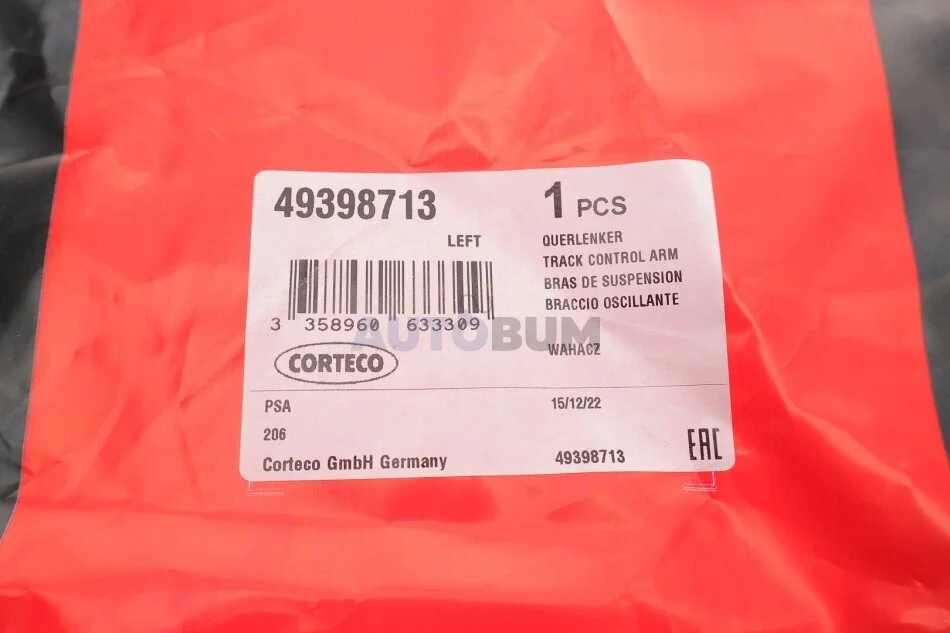 49398713
1 PCS
LEFT
QUERLENKER
TRACK CONTROL ARM
BRAS DE SUSPENSION
BRACCIO OSCILLANTE
3 358960 633309
AUTOBUM
WAHACZ
CORTECO
PSA
15/12/22
206
Corteco GmbH Germany
49398713
EAC